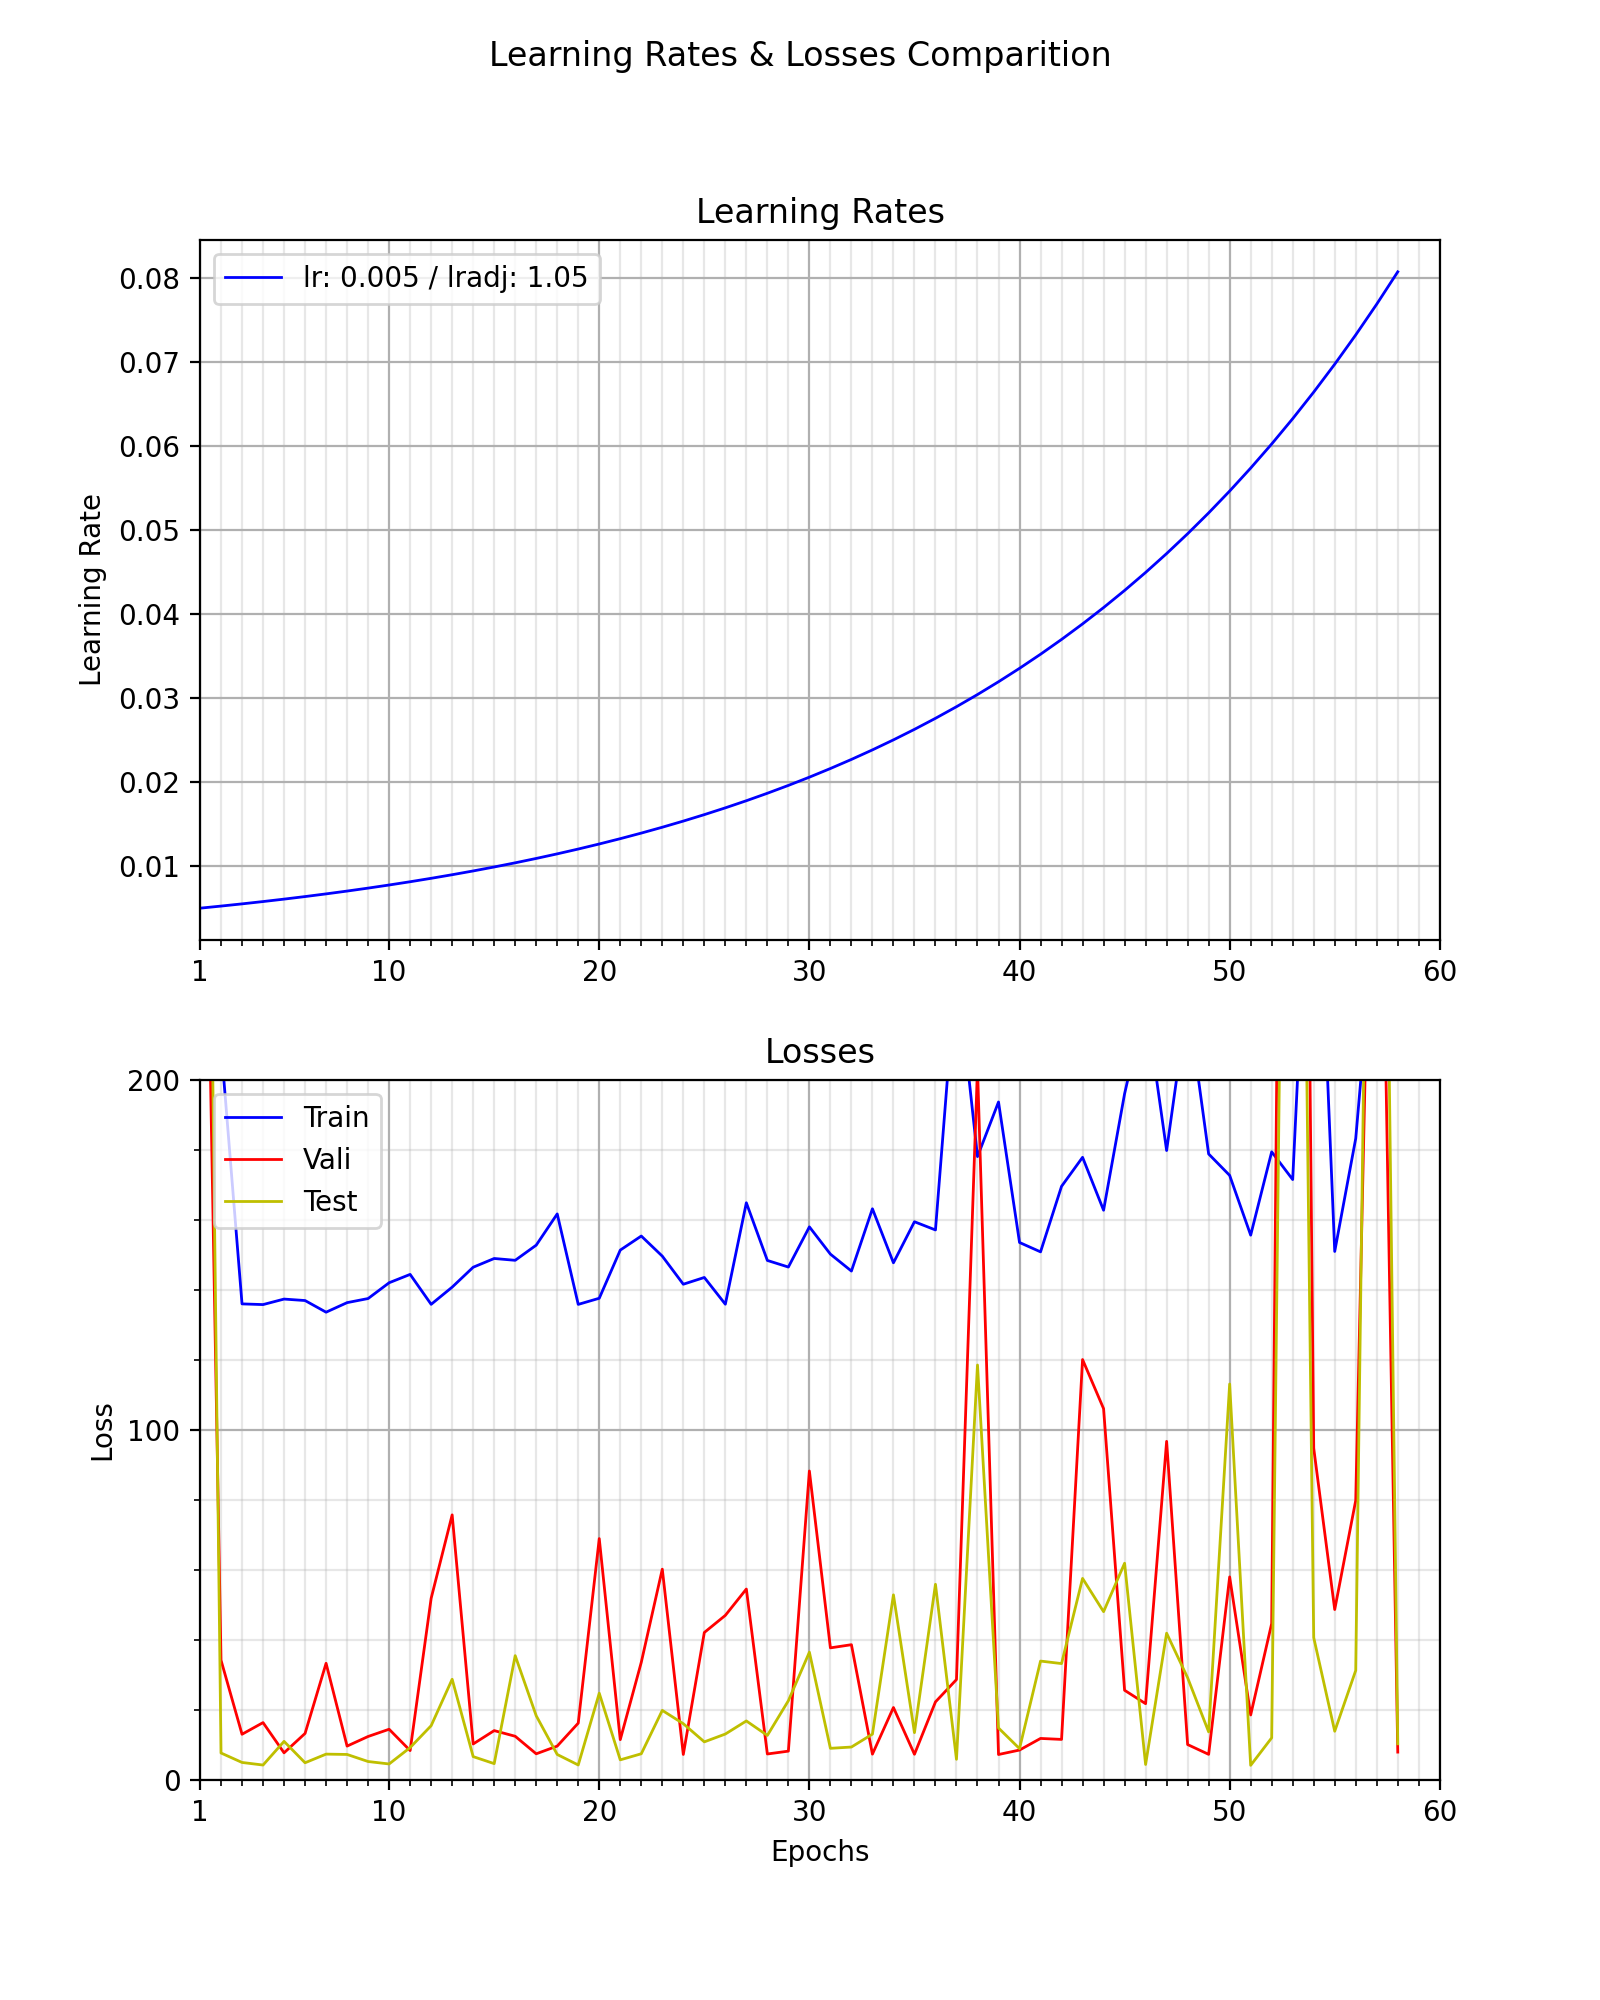 Learning Rates & Losses Comparition
Learning Rates
lr: 0.005 / lradj: 1.05
Learning Rate
0.08
0.07
0.06
0.05
0.04
0.03
0.02
0.01
1 10 20 30 40 50 60
Losses
Train
Vali
Test
Loss
200
100
0
1 10 20 30 40 50 60
Epochs